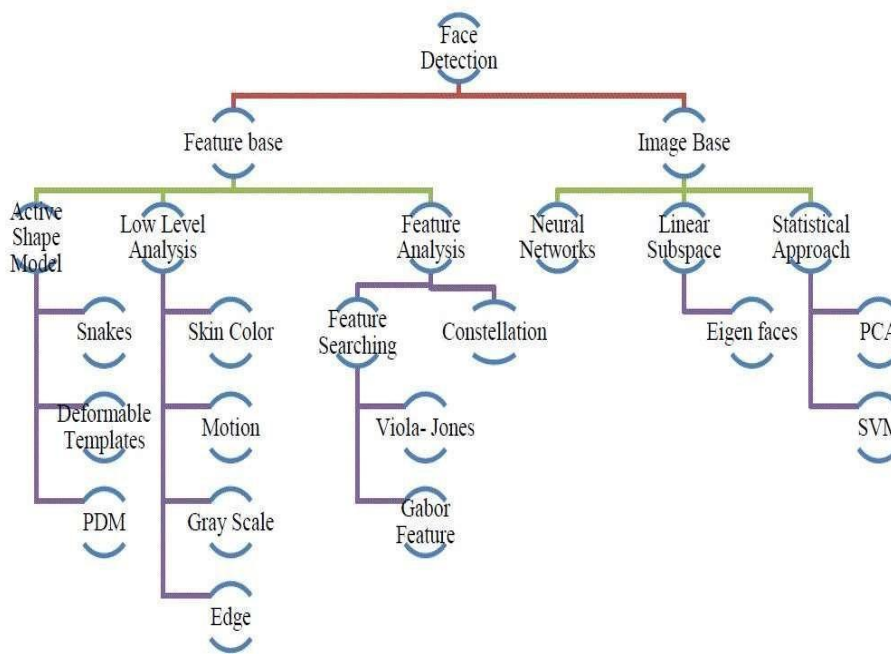 Face
Detection
Feature base
Image Base
Active
Shape
Model
Low Level
Analysis
Feature
Analysis
Neural
Networks
Linear
Subspace
Statistical
Approach
Snakes
Skin Color
Feature
Searching
Constellation
Eigen faces
PCA
Deformable
Templates
Motion
Viola- Jones
SVM
PDM
Gray Scale
Gabor
Feature
Edge